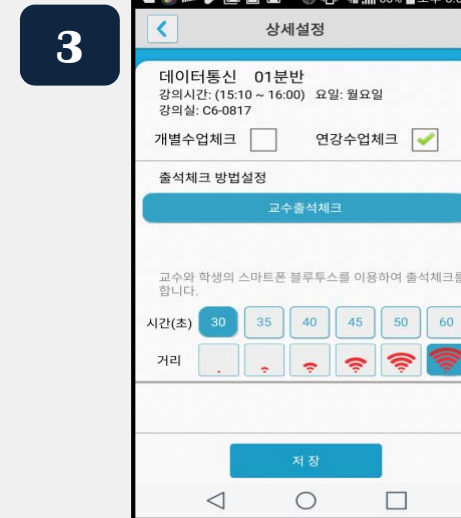 3
상세설정
데이터통신 01분반
강의시간: (15:10 ~ 16:00) 요일: 월요일
강의실: C6-0817
개별수업체크 연강수업체크
출석체크 방법설정
교수출석체크
교수와 학생의 스마트폰 블루투스를 이용하여 출석체크를
합니다.
시간(초) 30 35 40 45 50 60
거리
저 장